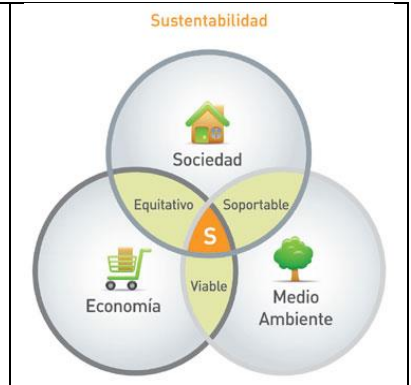 Sustentabilidad
Sociedad
Equitativo
Soportable
S
Economía
Viable
Medio
Ambiente